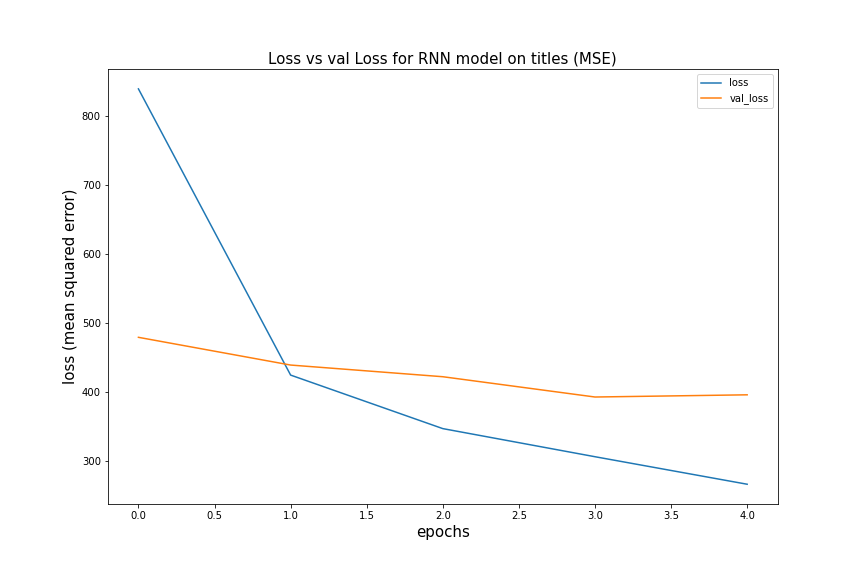 Loss vs val Loss for RNN model on titles (MSE)
loss
val_loss
800
700
600
500
400
300
loss (mean squared error)
0.0 0.5 1.0 1.5 2.0 2.5 3.0 3.5 4.0
epochs